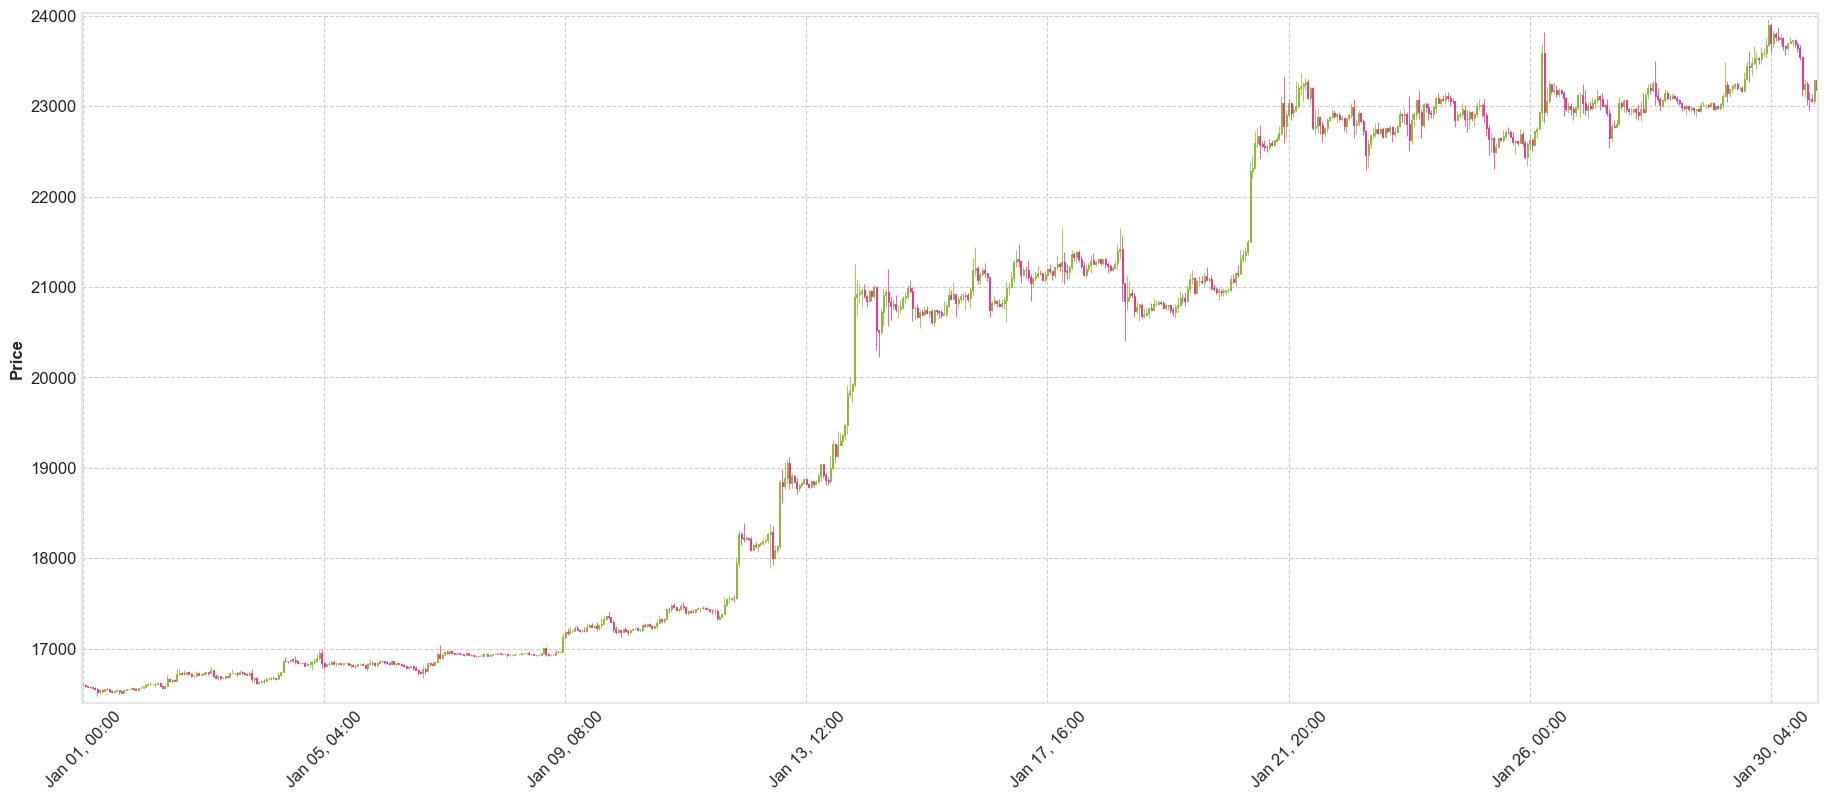 24000
23000
22000
21000
20000
19000
18000
17000
Price
Jan 01, 00:00
Jan 05, 04:00
Jan 09, 08:00
Jan 13, 12:00
Jan 17, 16:00
Jan 21, 20:00
Jan 26, 00:00
Jan 30, 04:00